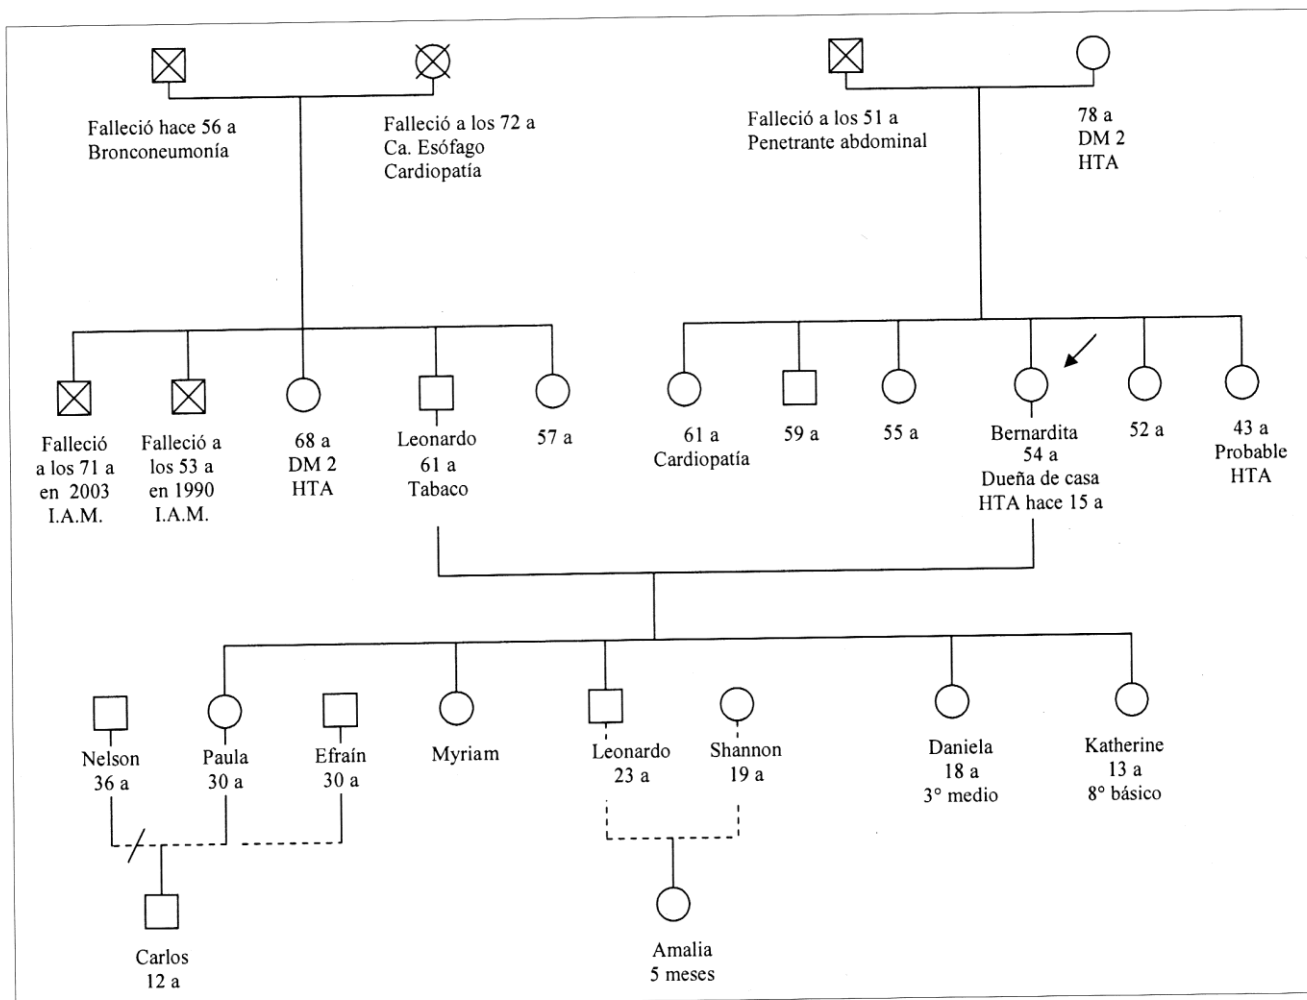 Falleció hace 56 a
Bronconeumonía
Falleció a los 72 a
Ca. Esófago
Cardiopatía
Falleció a los 51 a
Penetrante abdominal
78 a
DM 2
HTA
Falleció
a los 71 a
en 2003
I.A.M.
Falleció a
los 53 a
en 1990
I.A.M.
68 a
DM 2
HTA
Leonardo
61 a
Tabaco
57 a
61 a
Cardiopatía
59 a
55 a
Bernardita
54 a
Dueña de casa
HTA hace 15 a
52 a
43 a
Probable
HTA
Nelson
36 a
Paula
30 a
Efraín
30 a
Myriam
Leonardo
23 a
Shannon
19 a
Daniela
18 a
3° medio
Katherine
13 a
8° básico
Carlos
12 a
Amalia
5 meses